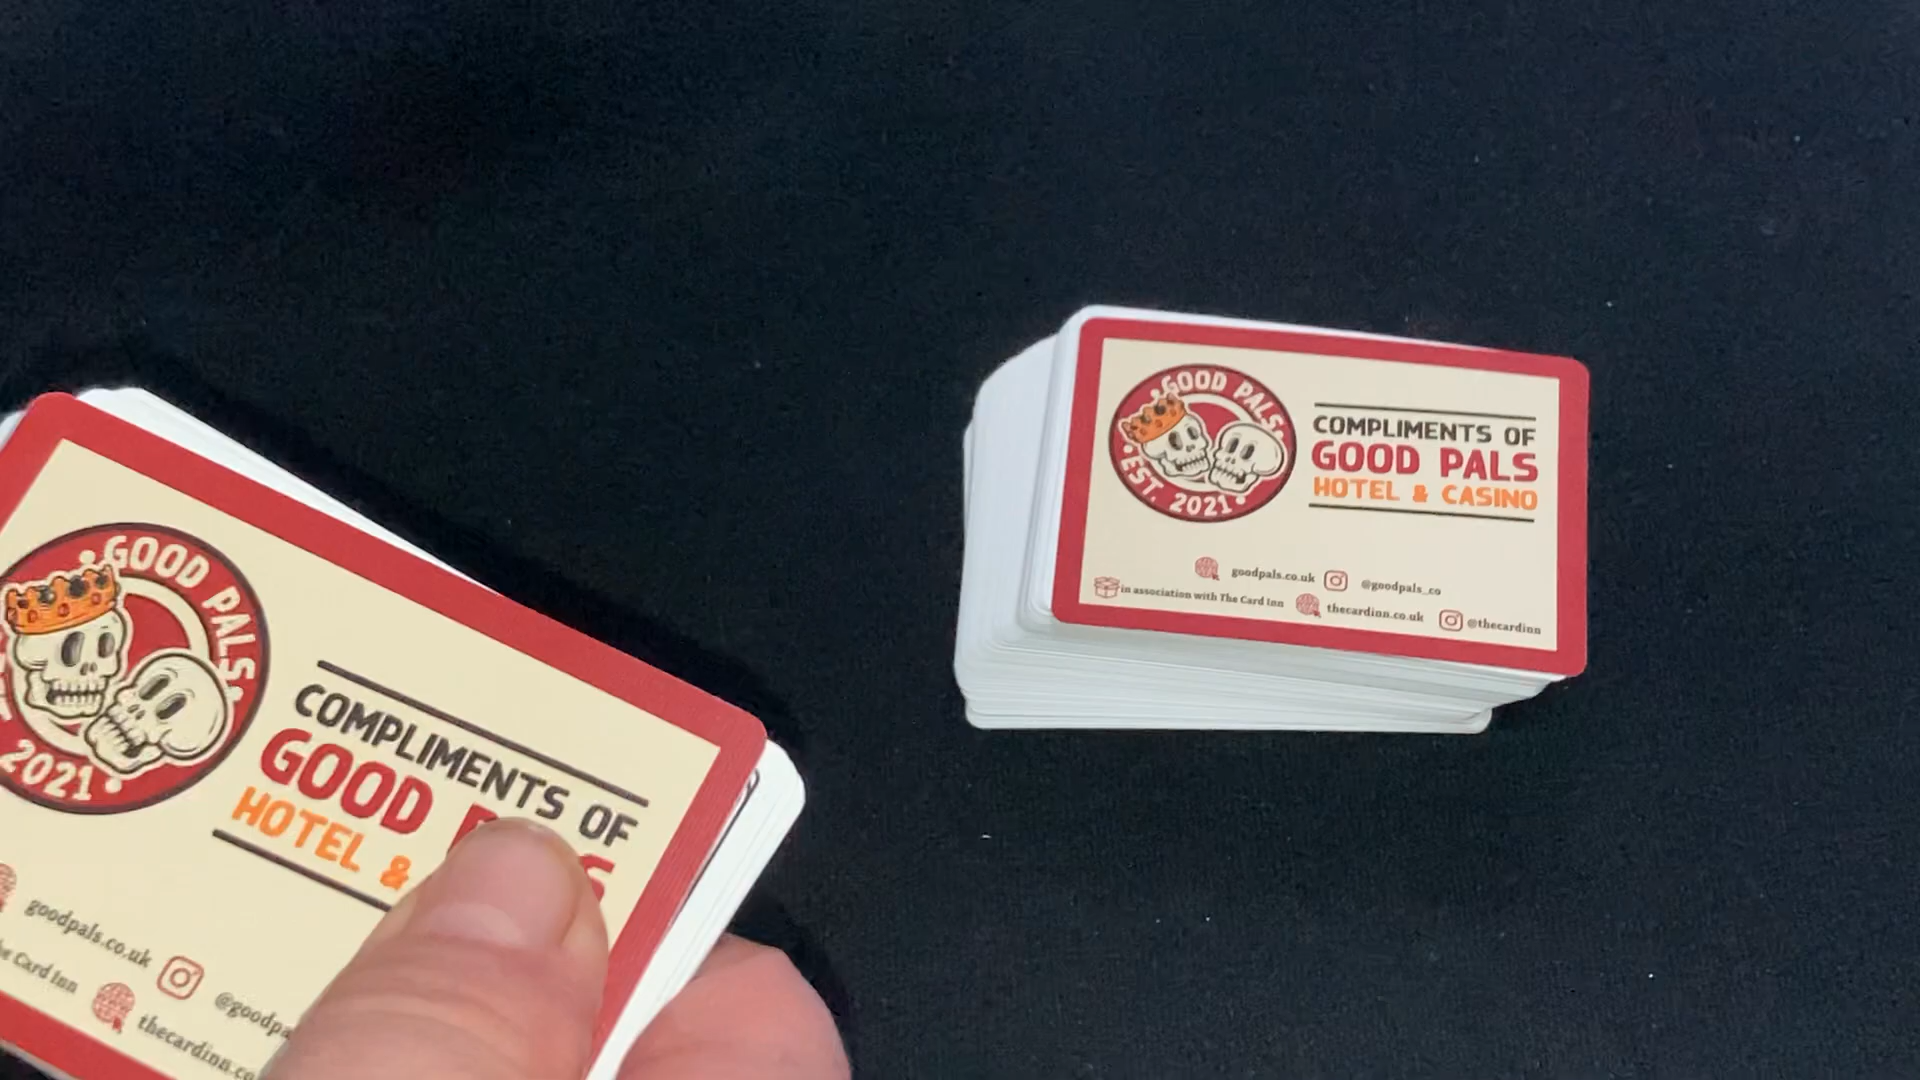 GOOD PALS
2021
COMPLIMENTS OF
GOOD
HOTEL &
goodpals.co.uk
Card Inn
GOOD PALS
EST. 2021
COMPLIMENTS OF
GOOD PALS
HOTEL & CASINO
goodpals.co.uk @goodpals_co
in association with The Card Inn thecardinn.co.uk @thecardinn